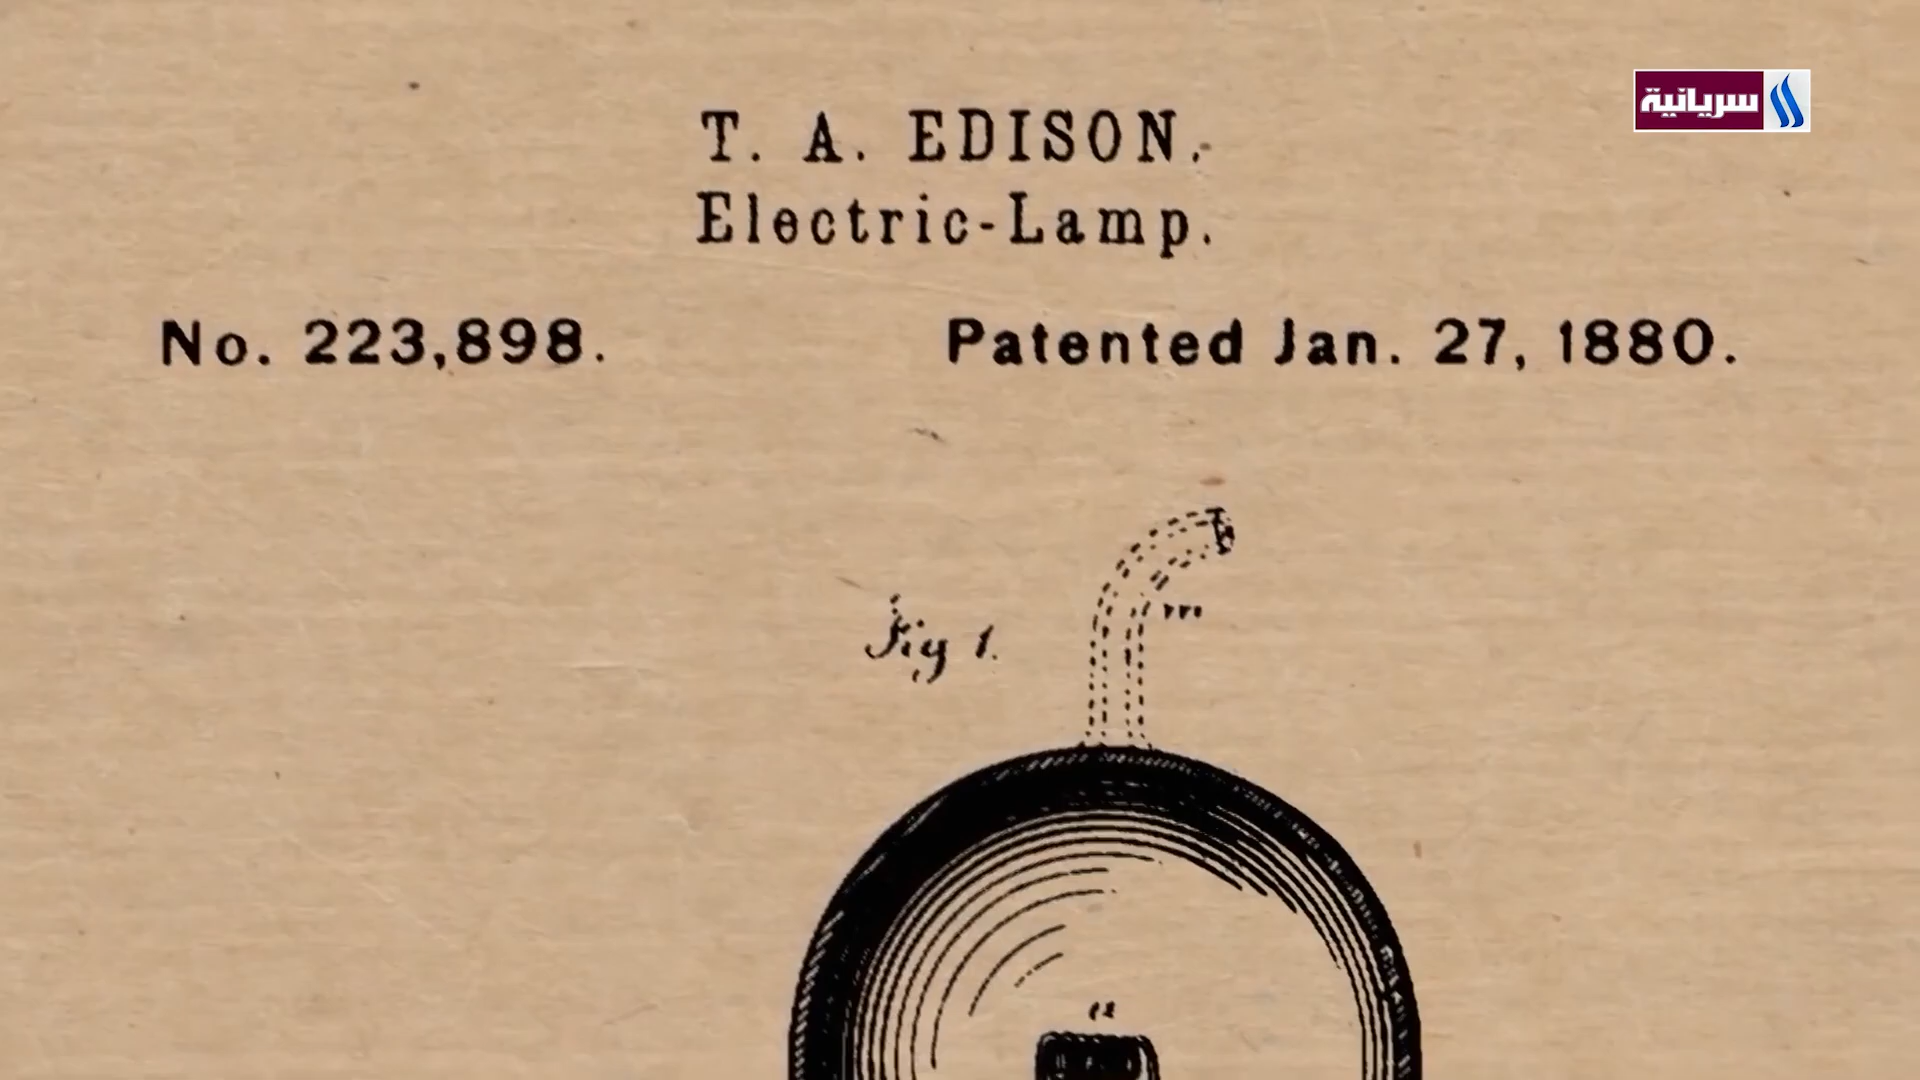 سريانية
T. A. EDISON.
Electric-Lamp.
No. 223,898.
Patented Jan. 27, 1880.
Fig 1.
m
a